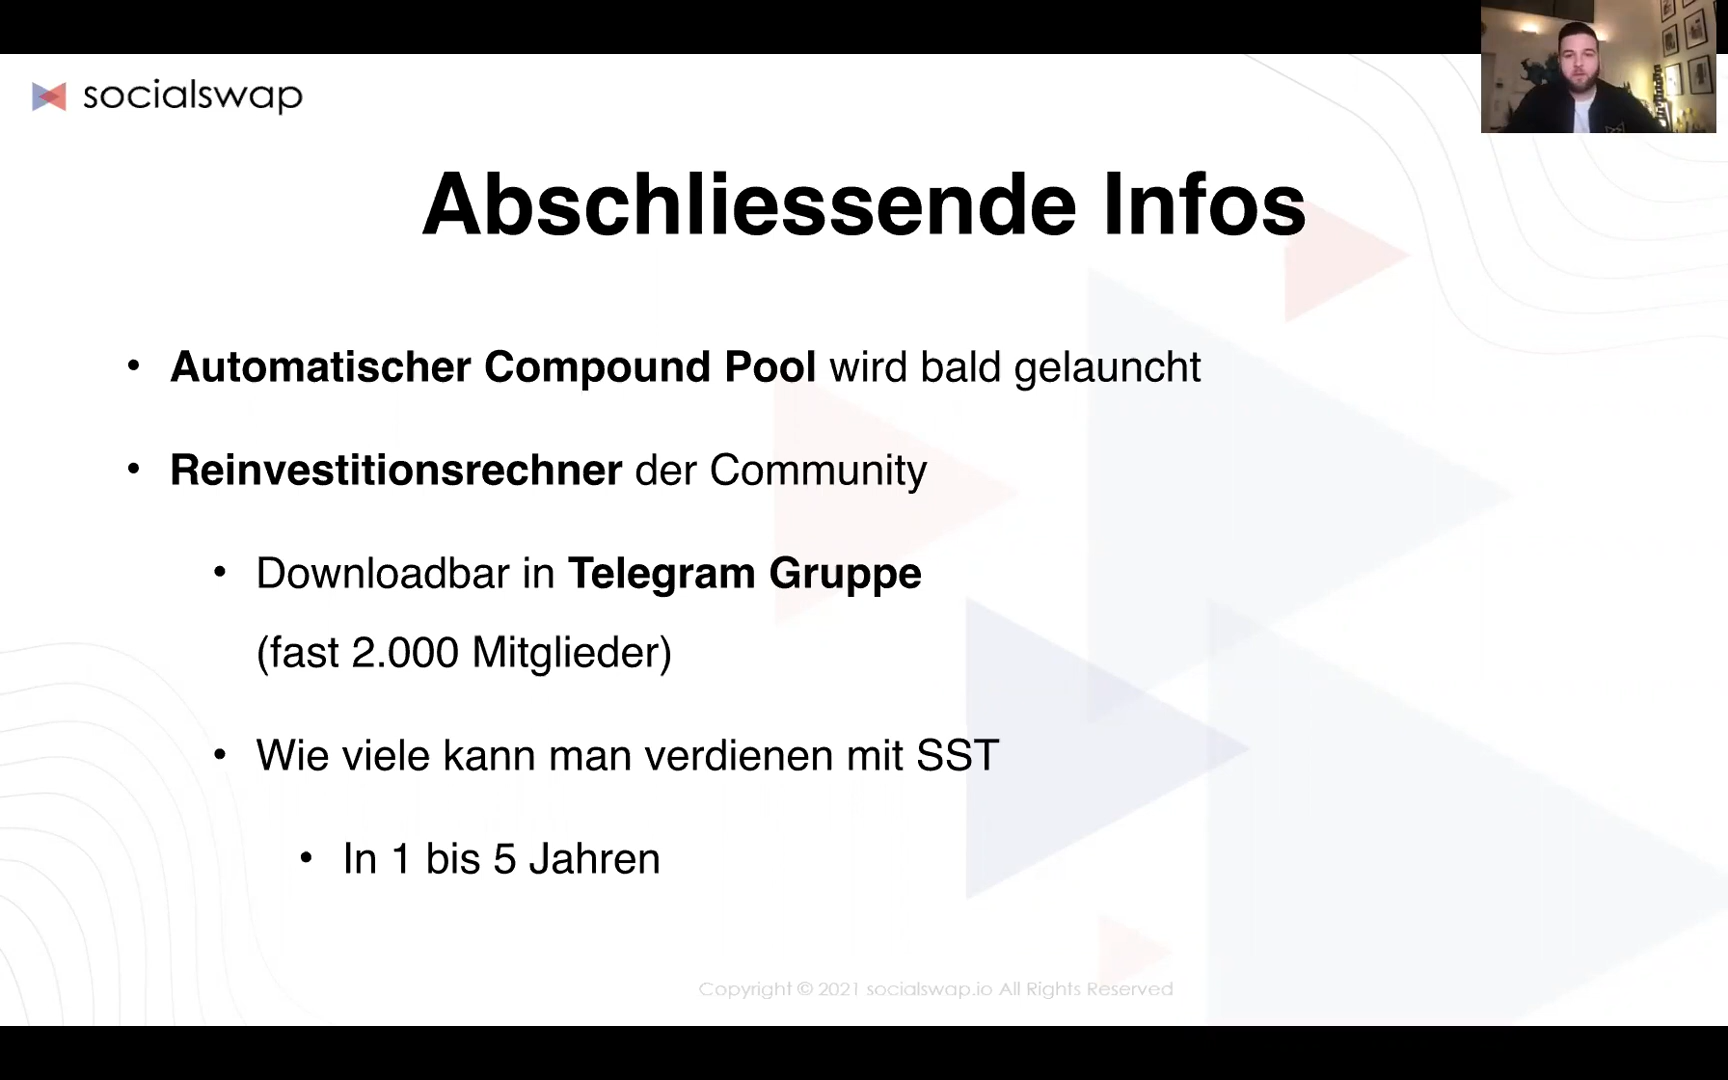 socialswap
Abschliessende Infos
• Automatischer Compound Pool wird bald gelauncht
• Reinvestitionsrechner der Community
• Downloadbar in Telegram Gruppe
(fast 2.000 Mitglieder)
• Wie viele kann man verdienen mit SST
• In 1 bis 5 Jahren
Copyright © 2021 socialswap.io All Rights Reserved